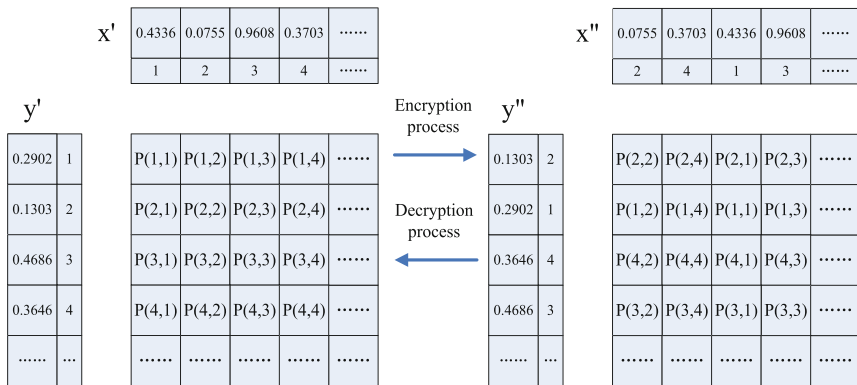 x'
0.4336 0.0755 0.9608 0.3703 ······
1 2 3 4 ······
x"
0.0755 0.3703 0.4336 0.9608 ······
2 4 1 3 ······
y'
0.2902 1
0.1303 2
0.4686 3
0.3646 4
······ ···
P(1,1) P(1,2) P(1,3) P(1,4) ······
P(2,1) P(2,2) P(2,3) P(2,4) ······
P(3,1) P(3,2) P(3,3) P(3,4) ······
P(4,1) P(4,2) P(4,3) P(4,4) ······
······ ······ ······ ······ ······
Encryption
process
Decryption
process
y"
0.1303 2
0.2902 1
0.3646 4
0.4686 3
······ ···
P(2,2) P(2,4) P(2,1) P(2,3) ······
P(1,2) P(1,4) P(1,1) P(1,3) ······
P(4,2) P(4,4) P(4,1) P(4,3) ······
P(3,2) P(3,4) P(3,1) P(3,3) ······
······ ······ ······ ······ ······